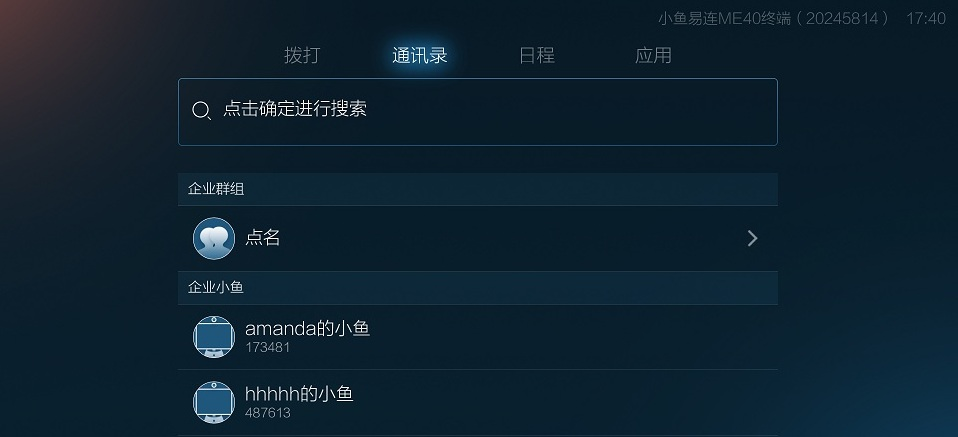 小鱼易连ME40终端（20245814） 17:40
拨打 通讯录 日程 应用
点击确定进行搜索
企业群组
点名
企业小鱼
amanda的小鱼
173481
hhhhh的小鱼
487613